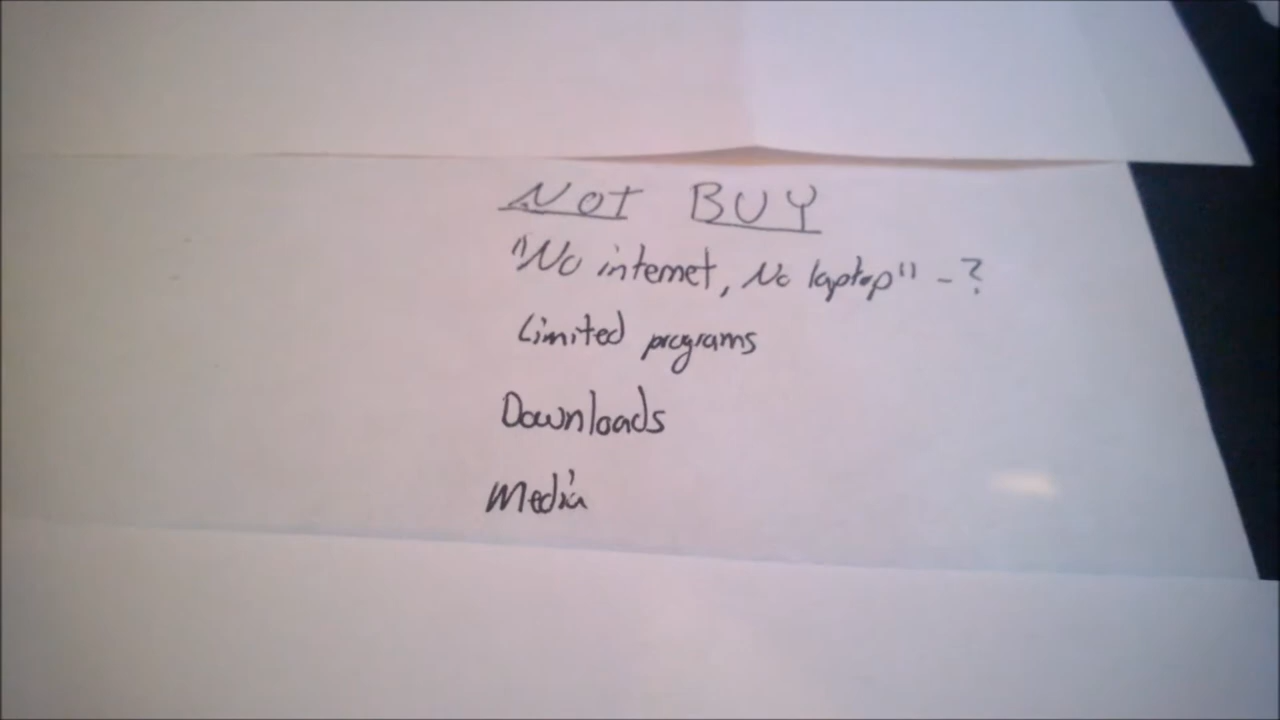 NOT BUY
"No internet, No laptop" - ?
Limited programs
Downloads
Media